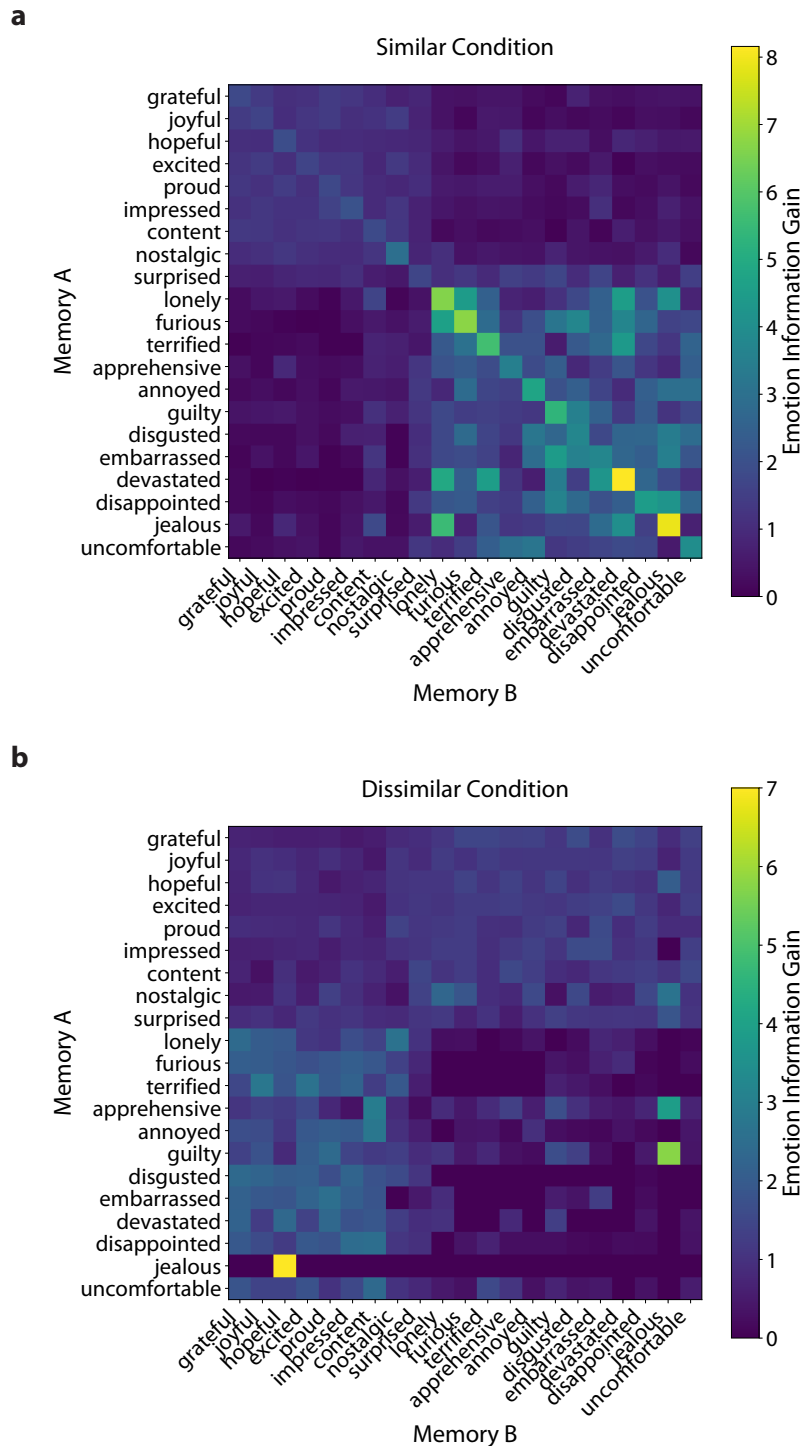 a
Similar Condition
grateful
joyful
hopeful
excited
proud
impressed
content
nostalgic
surprised
lonely
furious
terrified
apprehensive
annoyed
guilty
disgusted
embarrassed
devastated
disappointed
jealous
uncomfortable
Memory A
grateful
joyful
hopeful
excited
proud
impressed
content
nostalgic
surprised
lonely
furious
terrified
apprehensive
annoyed
guilty
disgusted
embarrassed
devastated
disappointed
jealous
uncomfortable
Memory B
8
7
6
5
4
3
2
1
0
Emotion Information Gain
b
Dissimilar Condition
grateful
joyful
hopeful
excited
proud
impressed
content
nostalgic
surprised
lonely
furious
terrified
apprehensive
annoyed
guilty
disgusted
embarrassed
devastated
disappointed
jealous
uncomfortable
Memory A
grateful
joyful
hopeful
excited
proud
impressed
content
nostalgic
surprised
lonely
furious
terrified
apprehensive
annoyed
guilty
disgusted
embarrassed
devastated
disappointed
jealous
uncomfortable
Memory B
7
6
5
4
3
2
1
0
Emotion Information Gain